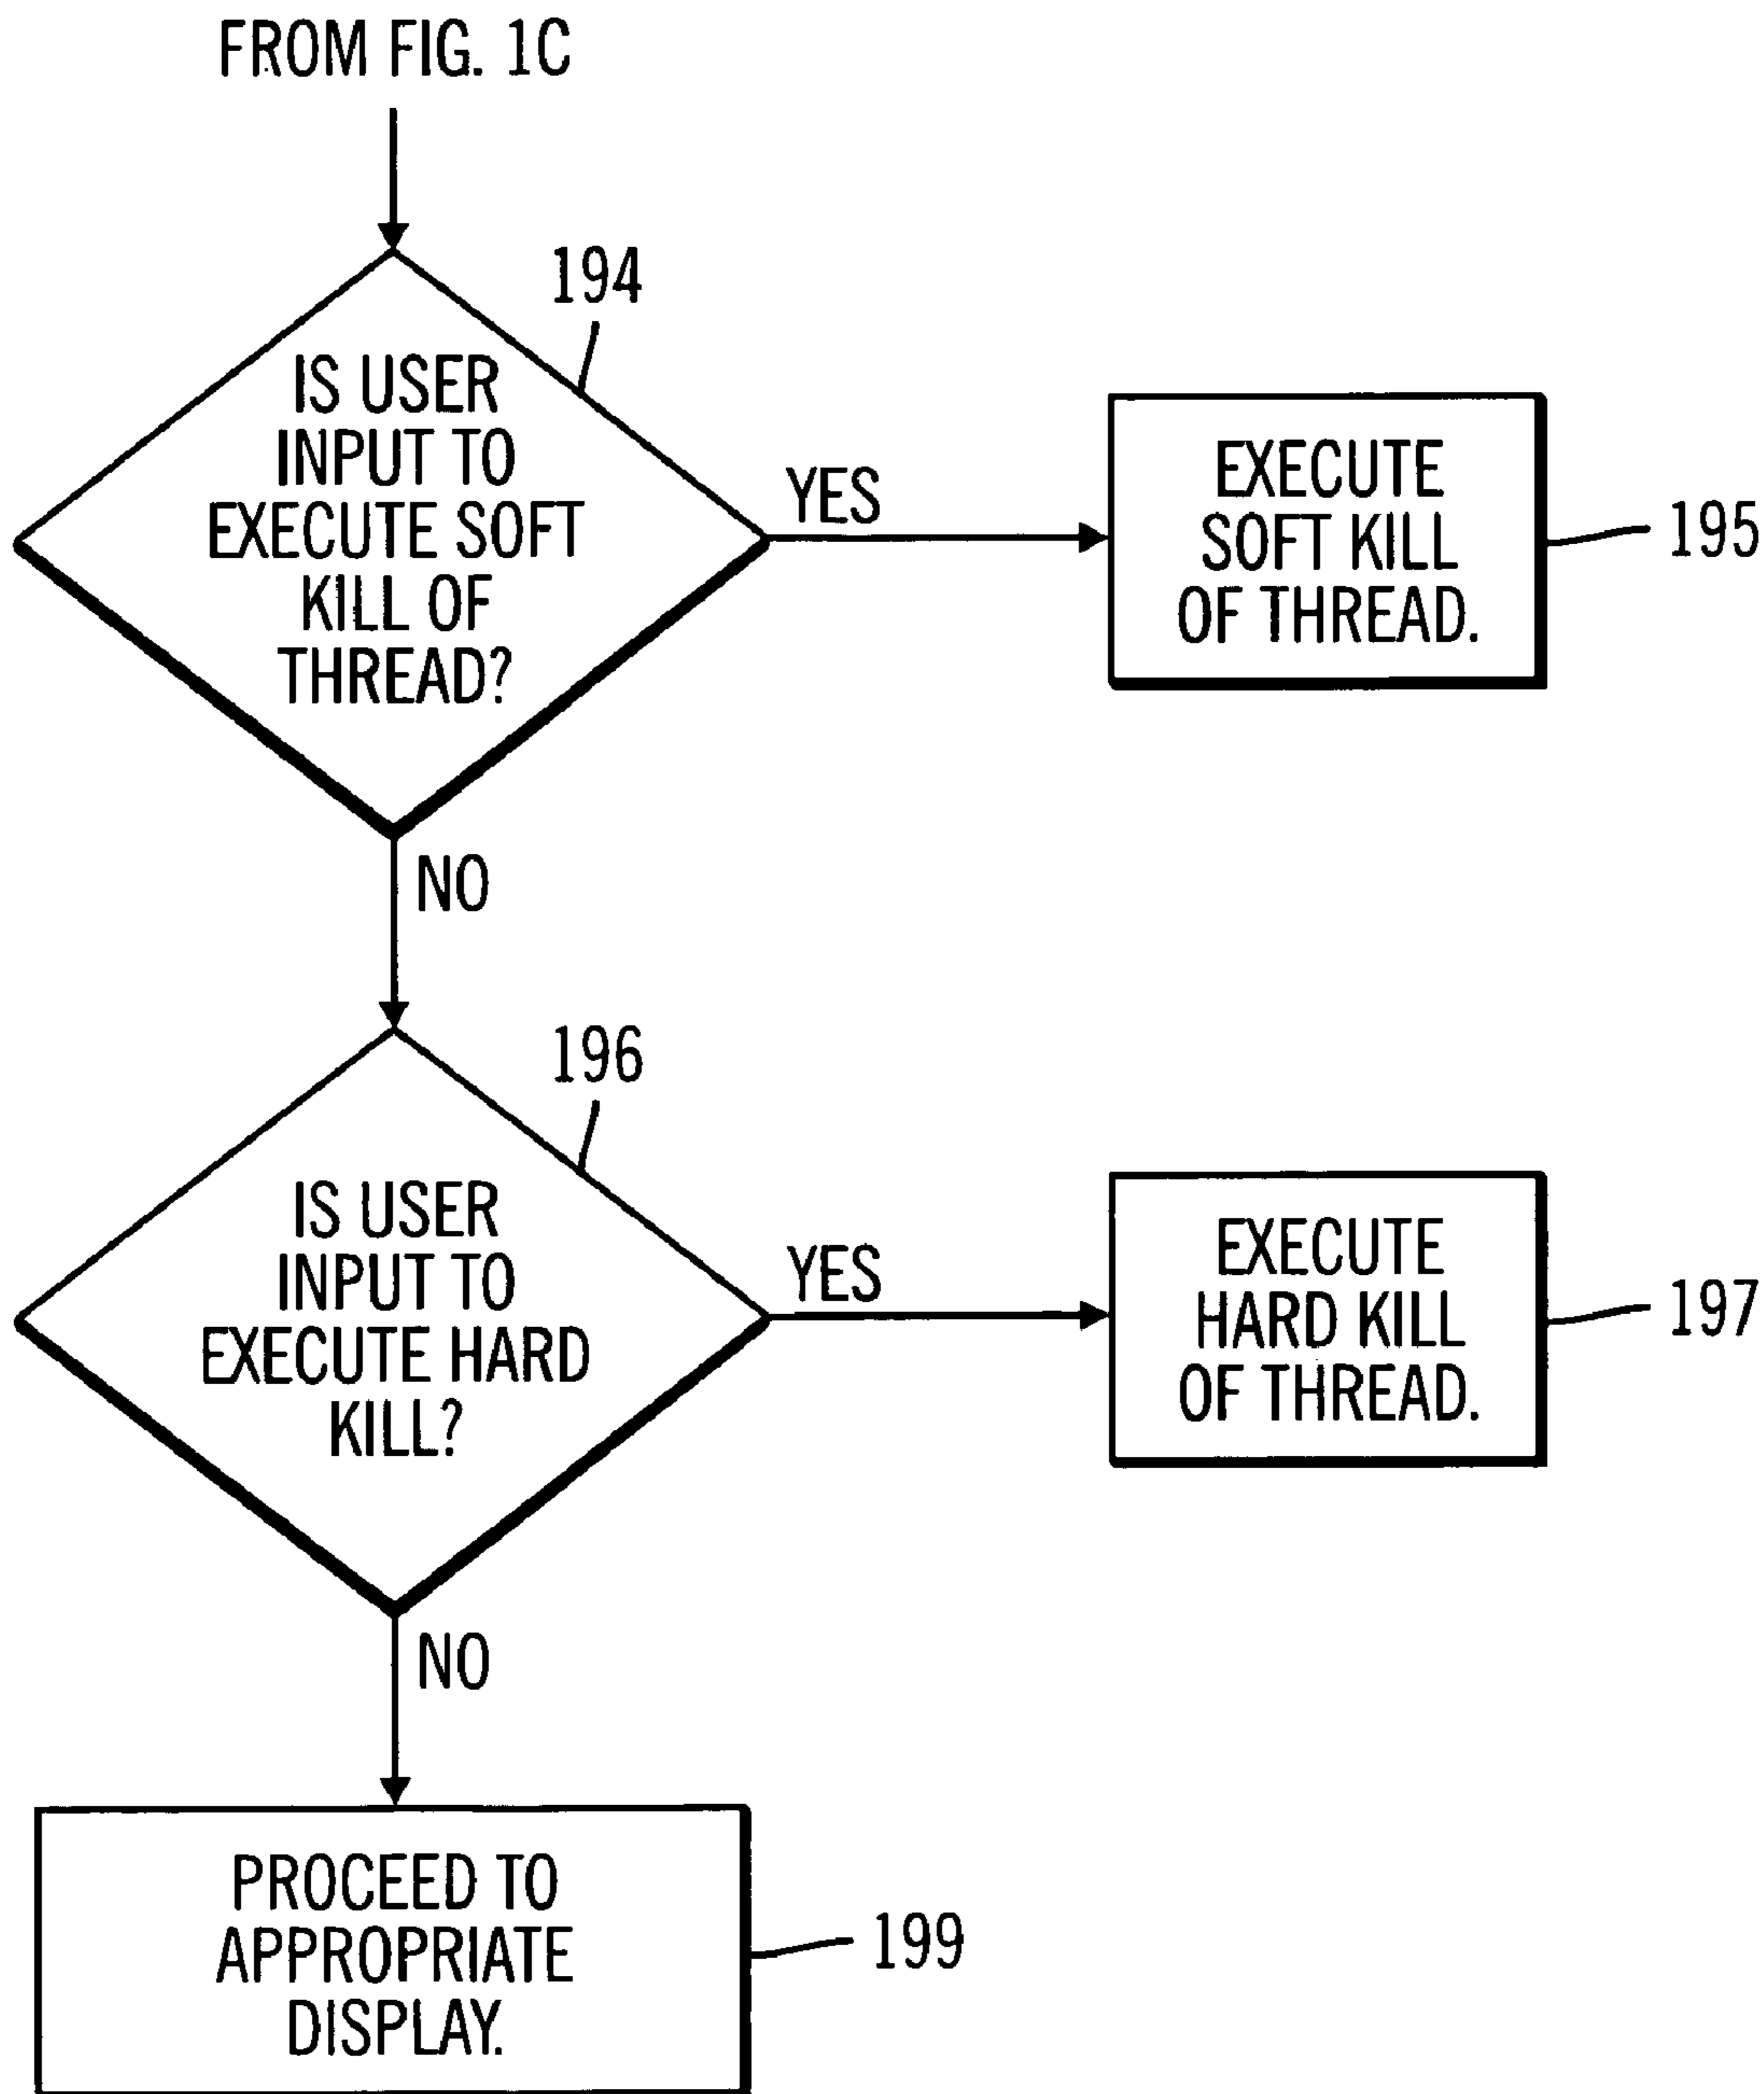 FROM FIG. 1C
194
IS USER
INPUT TO
EXECUTE SOFT
KILL OF
THREAD?
YES
EXECUTE
SOFT KILL
OF THREAD.
195
NO
196
IS USER
INPUT TO
EXECUTE HARD
KILL?
YES
EXECUTE
HARD KILL
OF THREAD.
197
NO
PROCEED TO
APPROPRIATE
DISPLAY.
199